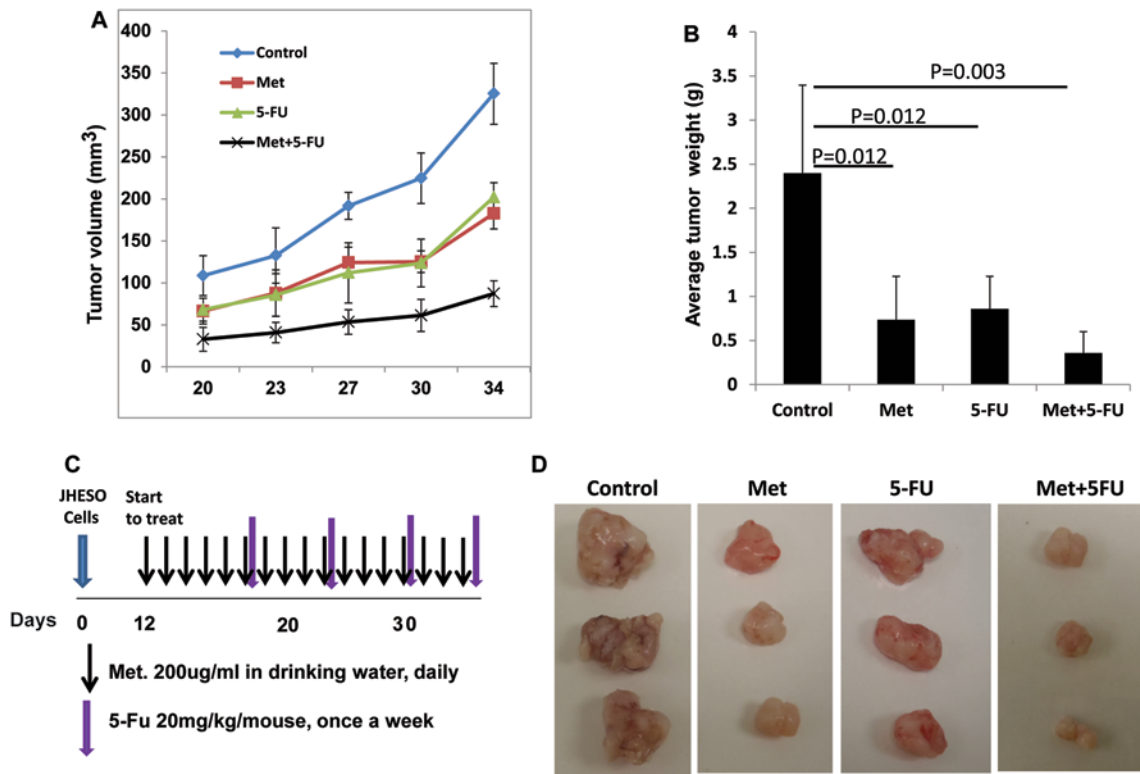 A
Tumor volume (mm3)
400
350
300
250
200
150
100
50
0
Control
Met
5-FU
Met+5-FU
20 23 27 30 34
B
Average tumor weight (g)
4
3.5
3
2.5
2
1.5
1
0.5
0
P=0.003
P=0.012
P=0.012
Control Met 5-FU Met+5-FU
C
JHESO
Cells
Start
to treat
Days 0 12 20 30
Met. 200ug/ml in drinking water, daily
5-Fu 20mg/kg/mouse, once a week
D
Control Met 5-FU Met+5FU